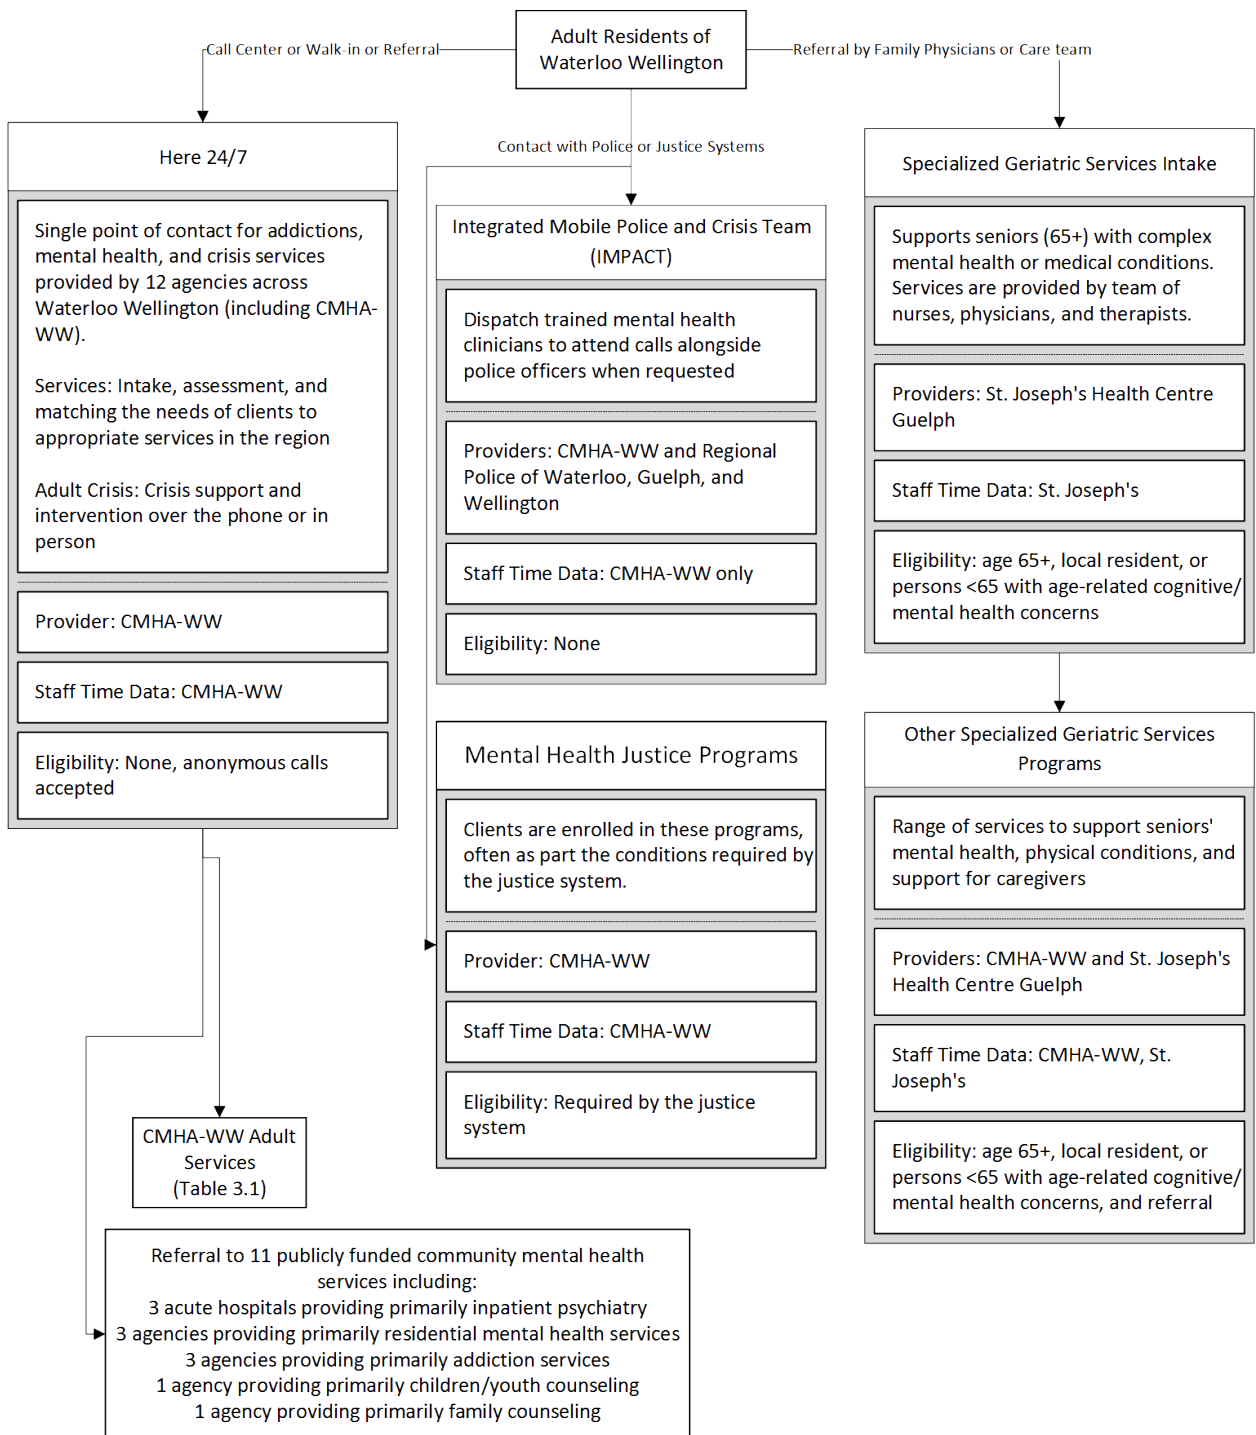 Adult Residents of
Waterloo Wellington
Call Center or Walk-in or Referral
Referral by Family Physicians or Care team
Contact with Police or Justice Systems
Here 24/7
Single point of contact for addictions,
mental health, and crisis services
provided by 12 agencies across
Waterloo Wellington (including CMHA-
WW).
Services: Intake, assessment, and
matching the needs of clients to
appropriate services in the region
Adult Crisis: Crisis support and
intervention over the phone or in
person
Provider: CMHA-WW
Staff Time Data: CMHA-WW
Eligibility: None, anonymous calls
accepted
Integrated Mobile Police and Crisis Team
(IMPACT)
Dispatch trained mental health
clinicians to attend calls alongside
police officers when requested
Providers: CMHA-WW and Regional
Police of Waterloo, Guelph, and
Wellington
Staff Time Data: CMHA-WW only
Eligibility: None
Mental Health Justice Programs
Clients are enrolled in these programs,
often as part the conditions required by
the justice system.
Provider: CMHA-WW
Staff Time Data: CMHA-WW
Eligibility: Required by the justice
system
Specialized Geriatric Services Intake
Supports seniors (65+) with complex
mental health or medical conditions.
Services are provided by team of
nurses, physicians, and therapists.
Providers: St. Joseph's Health Centre
Guelph
Staff Time Data: St. Joseph's
Eligibility: age 65+, local resident, or
persons <65 with age-related cognitive/
mental health concerns
Other Specialized Geriatric Services
Programs
Range of services to support seniors'
mental health, physical conditions, and
support for caregivers
Providers: CMHA-WW and St. Joseph's
Health Centre Guelph
Staff Time Data: CMHA-WW, St.
Joseph's
Eligibility: age 65+, local resident, or
persons <65 with age-related cognitive/
mental health concerns, and referral
CMHA-WW Adult
Services
(Table 3.1)
Referral to 11 publicly funded community mental health
services including:
3 acute hospitals providing primarily inpatient psychiatry
3 agencies providing primarily residential mental health services
3 agencies providing primarily addiction services
1 agency providing primarily children/youth counseling
1 agency providing primarily family counseling